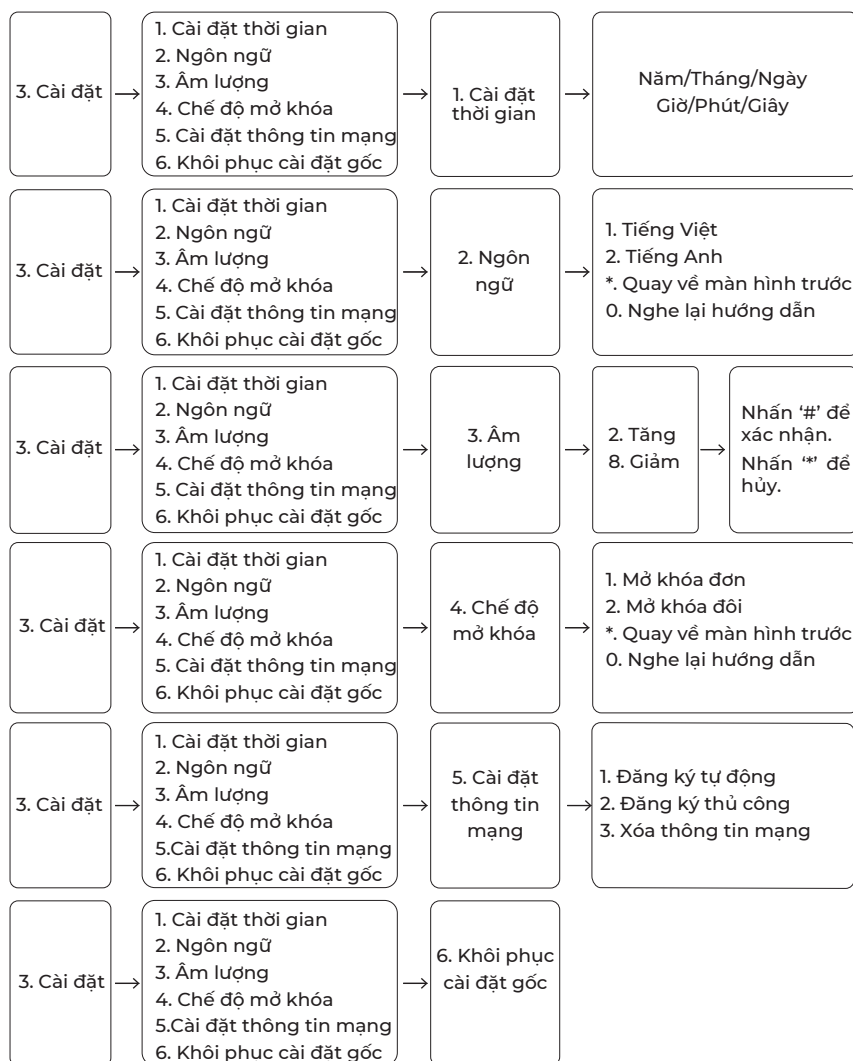 3. Cài đặt
1. Cài đặt thời gian
2. Ngôn ngữ
3. Âm lượng
4. Chế độ mở khóa
5. Cài đặt thông tin mạng
6. Khôi phục cài đặt gốc
1. Cài đặt
thời gian
Năm/Tháng/Ngày
Giờ/Phút/Giây
3. Cài đặt
1. Cài đặt thời gian
2. Ngôn ngữ
3. Âm lượng
4. Chế độ mở khóa
5. Cài đặt thông tin mạng
6. Khôi phục cài đặt gốc
2. Ngôn
ngữ
1. Tiếng Việt
2. Tiếng Anh
*. Quay về màn hình trước
0. Nghe lại hướng dẫn
3. Cài đặt
1. Cài đặt thời gian
2. Ngôn ngữ
3. Âm lượng
4. Chế độ mở khóa
5. Cài đặt thông tin mạng
6. Khôi phục cài đặt gốc
3. Âm
lượng
2. Tăng
8. Giảm
Nhấn ‘#’ để
xác nhận.
Nhấn ‘*’ để
hủy.
3. Cài đặt
1. Cài đặt thời gian
2. Ngôn ngữ
3. Âm lượng
4. Chế độ mở khóa
5. Cài đặt thông tin mạng
6. Khôi phục cài đặt gốc
4. Chế độ
mở khóa
1. Mở khóa đơn
2. Mở khóa đôi
*. Quay về màn hình trước
0. Nghe lại hướng dẫn
3. Cài đặt
1. Cài đặt thời gian
2. Ngôn ngữ
3. Âm lượng
4. Chế độ mở khóa
5.Cài đặt thông tin mạng
6. Khôi phục cài đặt gốc
5. Cài đặt
thông tin
mạng
1. Đăng ký tự động
2. Đăng ký thủ công
3. Xóa thông tin mạng
3. Cài đặt
1. Cài đặt thời gian
2. Ngôn ngữ
3. Âm lượng
4. Chế độ mở khóa
5.Cài đặt thông tin mạng
6. Khôi phục cài đặt gốc
6. Khôi phục
cài đặt gốc